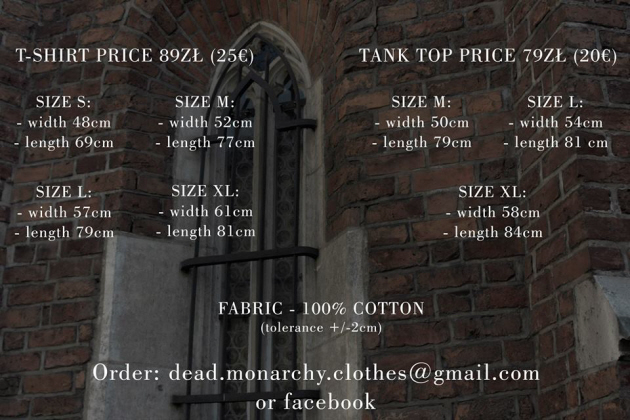 T-SHIRT PRICE 89ZŁ (25€)
SIZE S:
- width 48cm
- length 69cm
SIZE M:
- width 52cm
- length 77cm
SIZE L:
- width 57cm
- length 79cm
SIZE XL:
- width 61cm
- length 81cm
TANK TOP PRICE 79ZŁ (20€)
SIZE M:
- width 50cm
- length 79cm
SIZE L:
- width 54cm
- length 81 cm
SIZE XL:
- width 58cm
- length 84cm
FABRIC - 100% COTTON
(tolerance +/-2cm)
Order: dead.monarchy.clothes@gmail.com
or facebook